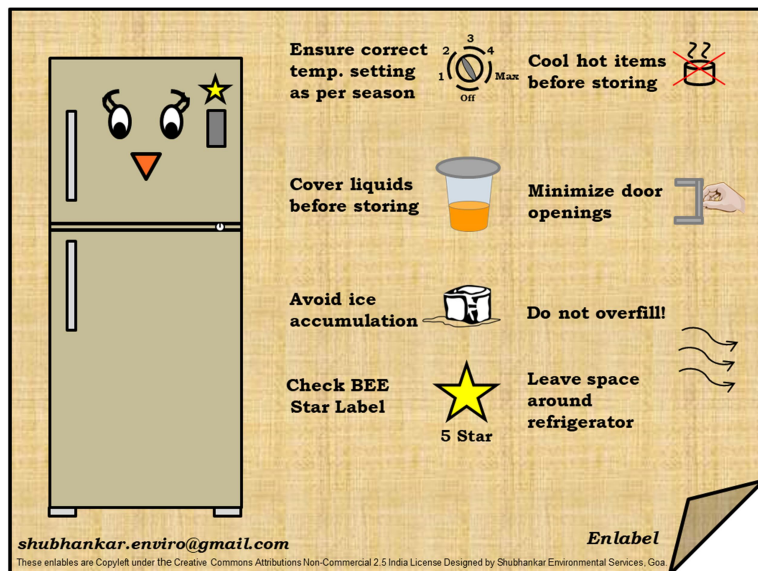 Ensure correct
temp. setting
as per season
1 2 3 4 Max
Off
Cool hot items
before storing
Cover liquids
before storing
Minimize door
openings
Avoid ice
accumulation
Do not overfill!
Check BEE
Star Label
5 Star
Leave space
around
refrigerator
shubhankar.enviro@gmail.com
Enlabel
These enlables are Copyleft under the Creative Commons Attributions Non-Commercial 2.5 India License Designed by Shubhankar Environmental Services, Goa.